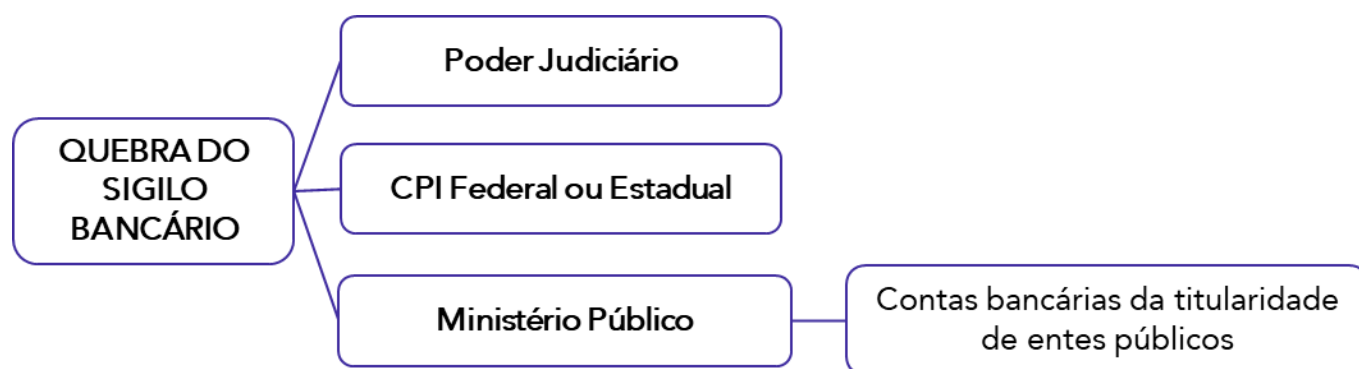 QUEBRA DO
SIGILO
BANCÁRIO
Poder Judiciário
CPI Federal ou Estadual
Ministério Público
Contas bancárias da titularidade
de entes públicos